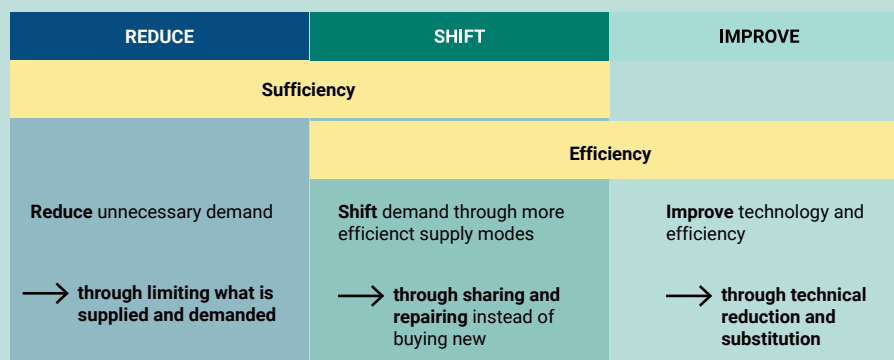 REDUCE
SHIFT
IMPROVE
Sufficiency
Efficiency
Reduce unnecessary demand
→ through limiting what is
supplied and demanded
Shift demand through more
efficienct supply modes
→ through sharing and
repairing instead of
buying new
Improve technology and
efficiency
→ through technical
reduction and
substitution